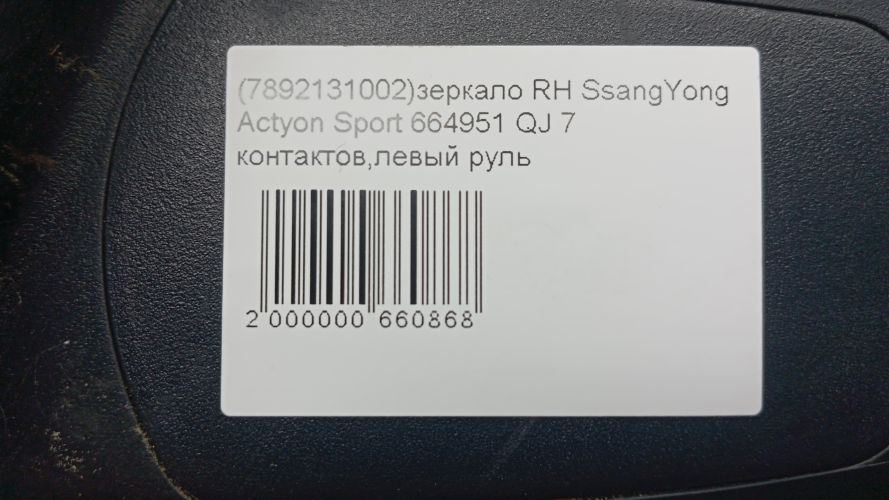 (7892131002)зеркало RH SsangYong
Actyon Sport 664951 QJ 7
контактов,левый руль
2 000000 660868